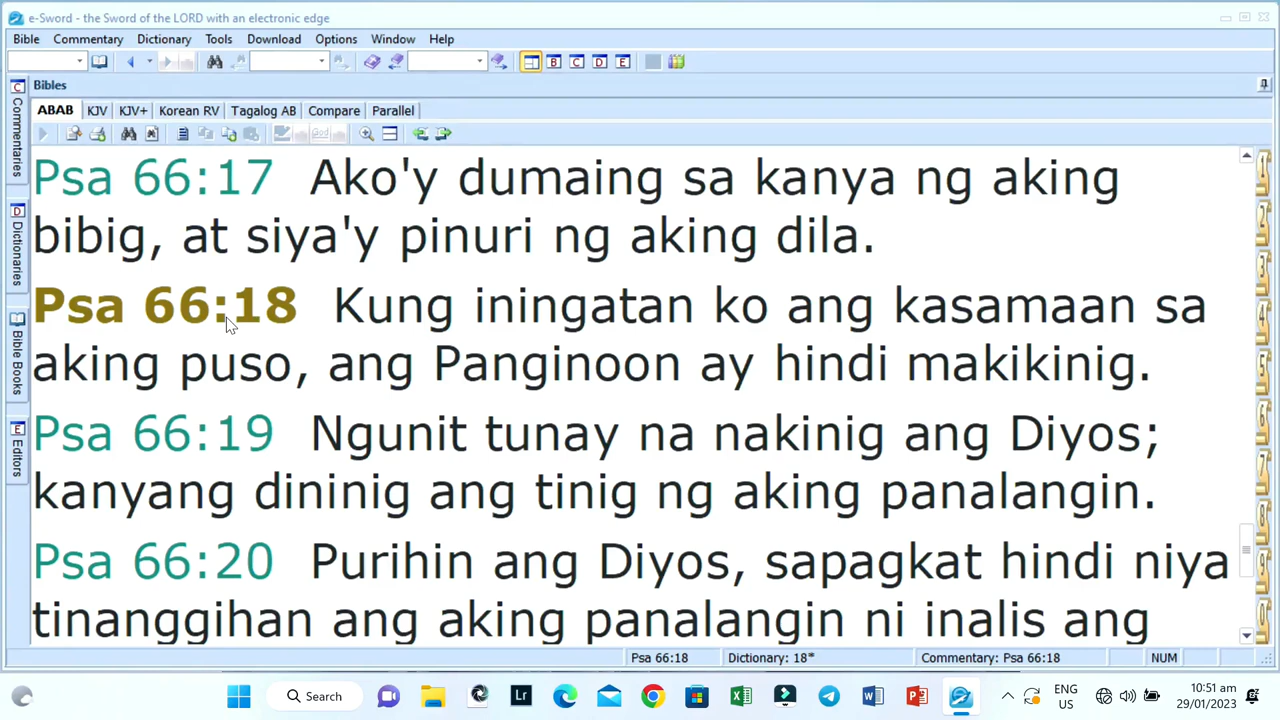 e-Sword - the Sword of the LORD with an electronic edge
Bible Commentary Dictionary Tools Download Options Window Help
B C D E
Bibles
ABAB KJV KJV+ Korean RV Tagalog AB Compare Parallel
C Commentaries
D Dictionaries
Bible Books
E Editors
Psa 66:17 Ako'y dumaing sa kanya ng aking
bibig, at siya'y pinuri ng aking dila.
Psa 66:18 Kung iningatan ko ang kasamaan sa
aking puso, ang Panginoon ay hindi makikinig.
Psa 66:19 Ngunit tunay na nakinig ang Diyos;
kanyang dininig ang tinig ng aking panalangin.
Psa 66:20 Purihin ang Diyos, sapagkat hindi niya
tinanggihan ang aking panalangin ni inalis ang
Psa 66:18 Dictionary: 18* Commentary: Psa 66:18 NUM
Search
Lr
ENG
US
10:51 am
29/01/2023